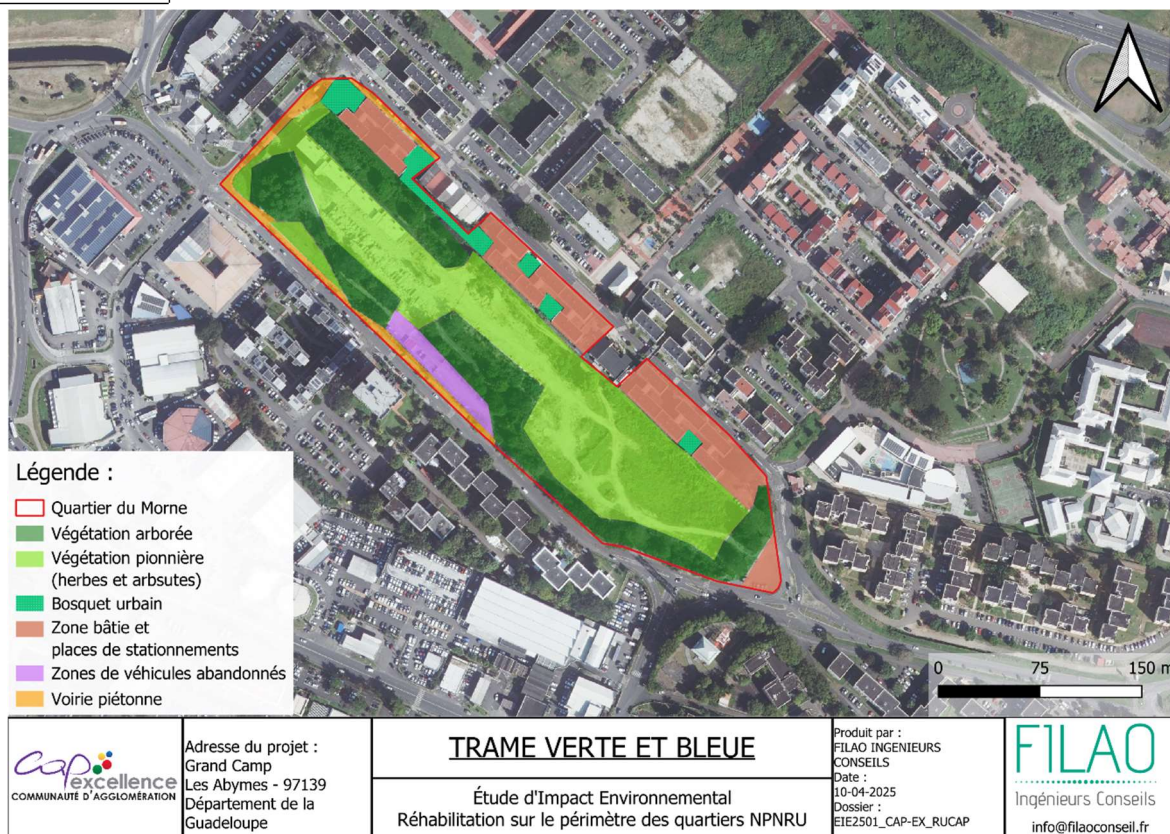 Légende :
Quartier du Morne
Végétation arborée
Végétation pionnière
(herbes et arbsutes)
Bosquet urbain
Zone bâtie et
places de stationnements
Zones de véhicules abandonnés
Voirie piétonne
0 75 150 m
Cap excellence
COMMUNAUTÉ D'AGGLOMÉRATION
Adresse du projet :
Grand Camp
Les Abymes - 97139
Département de la
Guadeloupe
TRAME VERTE ET BLEUE
Étude d'Impact Environnemental
Réhabilitation sur le périmètre des quartiers NPNRU
Produit par :
FILAO INGENIEURS
CONSEILS
Date :
10-04-2025
Dossier :
EIE2501_CAP-EX_RUCAP
FILAO
Ingénieurs Conseils
info@filaoconseil.fr